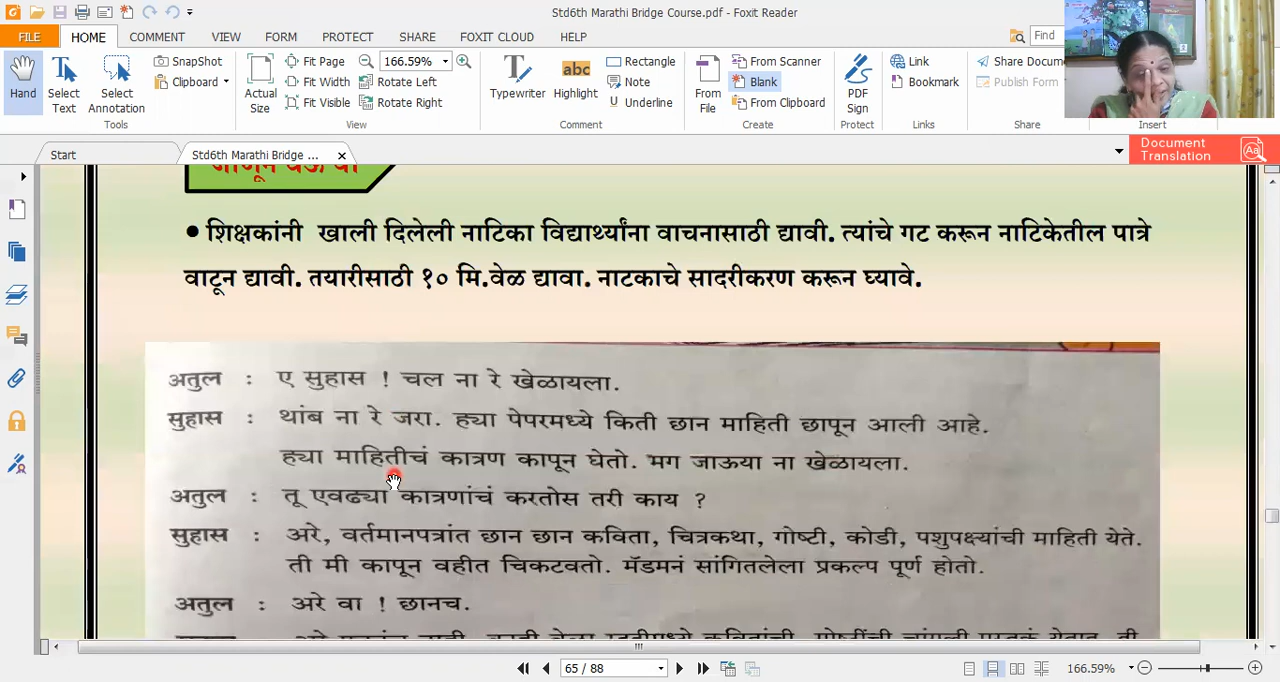 Std6th Marathi Bridge Course.pdf - Foxit Reader
FILE HOME COMMENT VIEW FORM PROTECT SHARE FOXIT CLOUD HELP Find
Hand
Select Text
Select Annotation
SnapShot
Clipboard
Tools
Actual Size
Fit Page
Fit Width
Fit Visible
166.59%
Rotate Left
Rotate Right
View
Typewriter
Highlight
Rectangle
Note
Underline
Comment
From File
From Scanner
Blank
From Clipboard
Create
PDF Sign
Protect
Link
Bookmark
Links
Share Docum
Publish Form
Share
Insert
Start Std6th Marathi Bridge ...
Document Translation
जाणून घेऊ या
• शिक्षकांनी खाली दिलेली नाटिका विद्यार्थ्यांना वाचनासाठी द्यावी. त्यांचे गट करून नाटिकेतील पात्रे
वाटून द्यावी. तयारीसाठी १० मि.वेळ द्यावा. नाटकाचे सादरीकरण करून घ्यावे.
अतुल : ए सुहास ! चल ना रे खेळायला.
सुहास : थांब ना रे जरा. ह्या पेपरमध्ये किती छान माहिती छापून आली आहे.
ह्या माहितीचं कात्रण कापून घेतो. मग जाऊया ना खेळायला.
अतुल : तू एवढ्या कात्रणांचं करतोस तरी काय ?
सुहास : अरे, वर्तमानपत्रांत छान छान कविता, चित्रकथा, गोष्टी, कोडी, पशुपक्ष्यांची माहिती येते.
ती मी कापून वहीत चिकटवतो. मॅडमनं सांगितलेला प्रकल्प पूर्ण होतो.
अतुल : अरे वा ! छानच.
65 / 88
166.59%